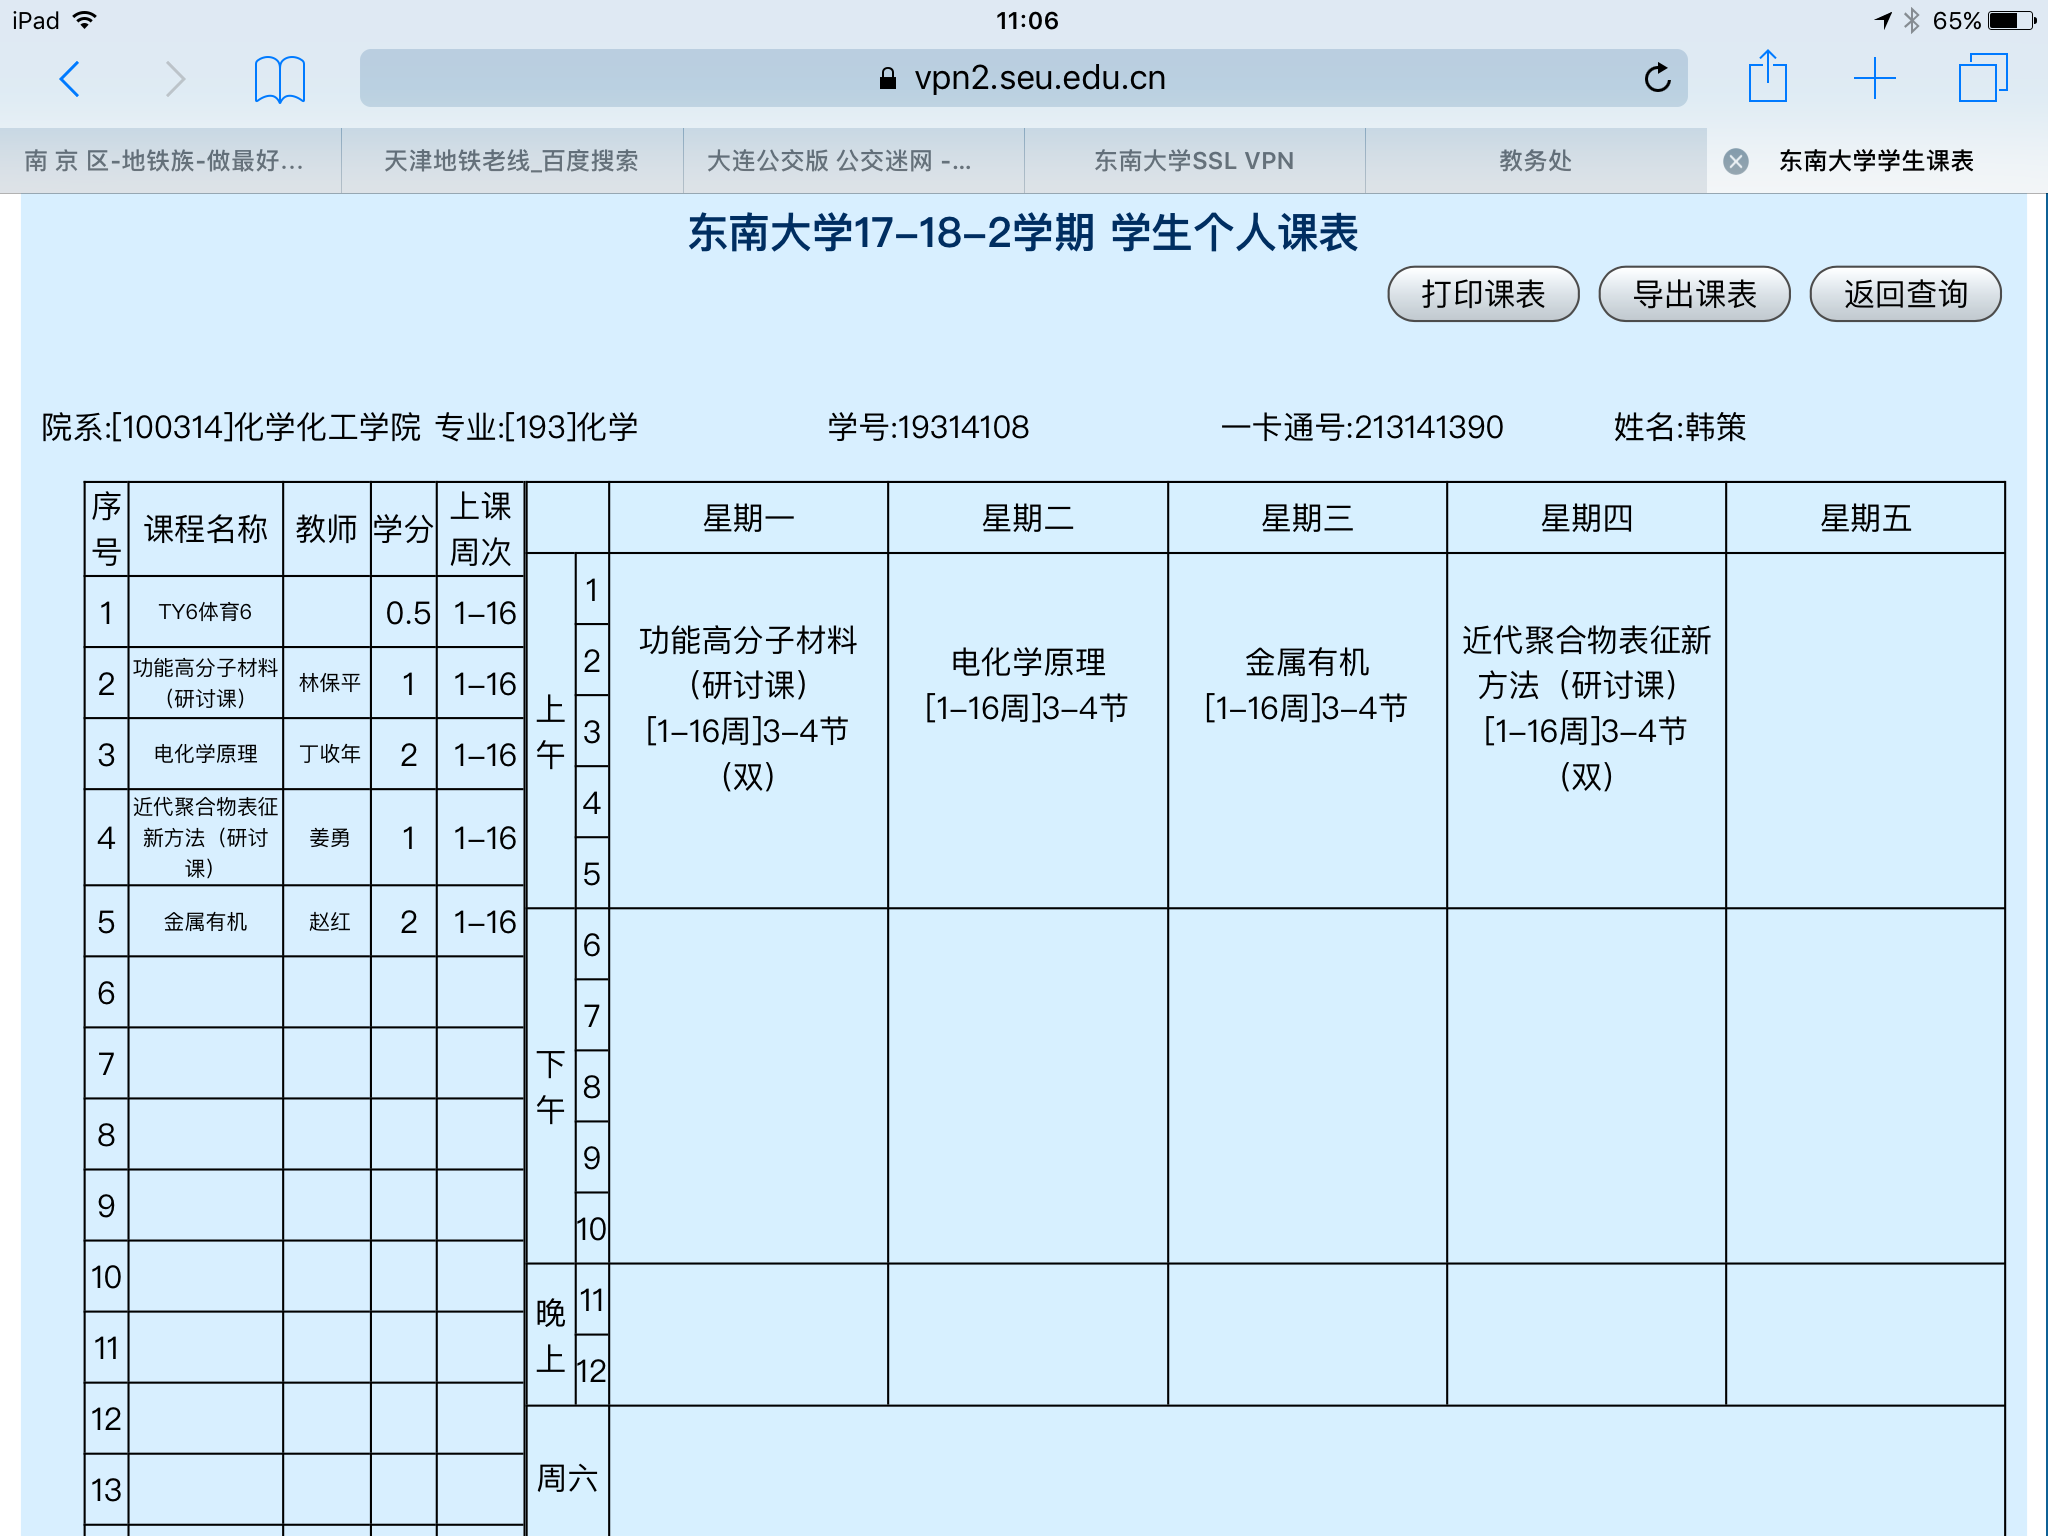 iPad
11:06
65%
vpn2.seu.edu.cn
南 京 区-地铁族-做最好...
天津地铁老线_百度搜索
大连公交版 公交迷网 -...
东南大学SSL VPN
教务处
东南大学学生课表
东南大学17-18-2学期 学生个人课表
打印课表
导出课表
返回查询
院系:[100314]化学化工学院 专业:[193]化学
学号:19314108
一卡通号:213141390
姓名:韩策
序号
课程名称
教师
学分
上课周次
1
TY6体育6
0.5
1-16
2
功能高分子材料
（研讨课）
林保平
1
1-16
3
电化学原理
丁收年
2
1-16
4
近代聚合物表征
新方法（研讨
课）
姜勇
1
1-16
5
金属有机
赵红
2
1-16
6
7
8
9
10
11
12
13
星期一
星期二
星期三
星期四
星期五
上午
1
2
3
4
5
功能高分子材料
（研讨课）
[1-16周]3-4节
(双)
电化学原理
[1-16周]3-4节
金属有机
[1-16周]3-4节
近代聚合物表征新
方法（研讨课）
[1-16周]3-4节
(双)
下午
6
7
8
9
10
晚上
11
12
周六